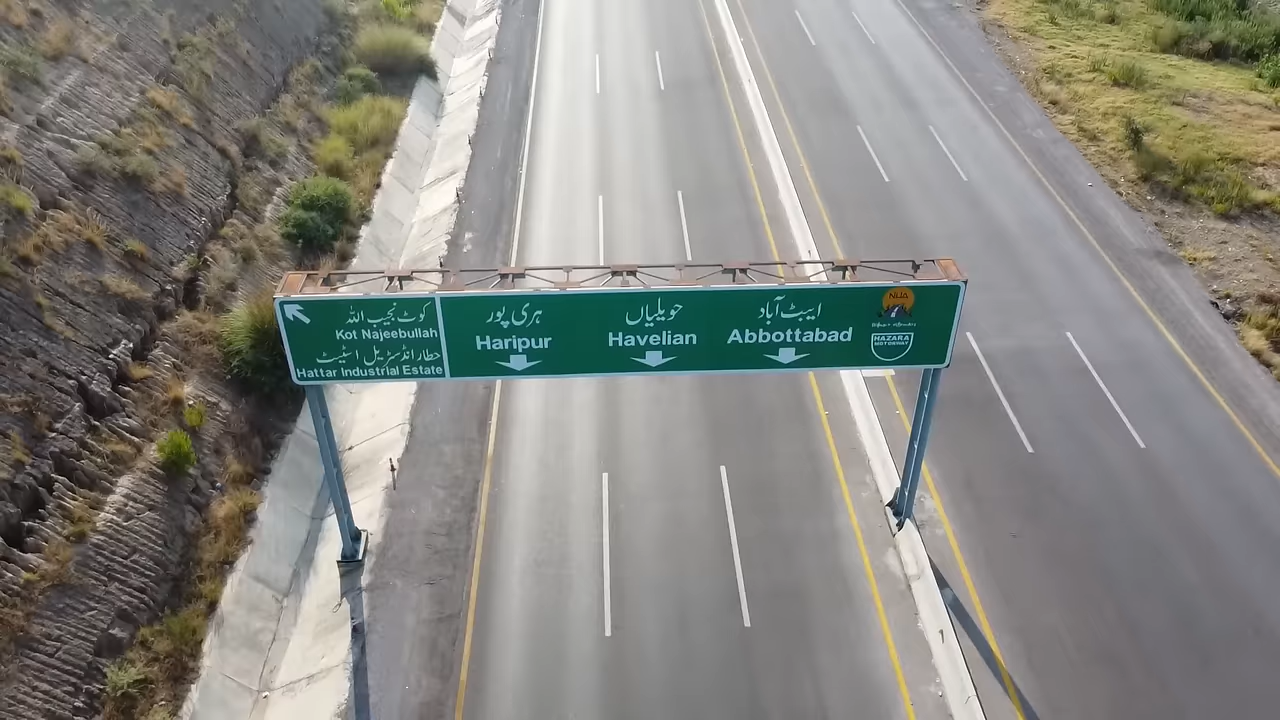 کوٹ نجیب اللہ
Kot Najeebullah
حطار انڈسٹریل اسٹیٹ
Hattar Industrial Estate
ہری پور
Haripur
حویلیاں
Havelian
ایبٹ آباد
Abbottabad
NHA
HAZARA
MOTORWAY